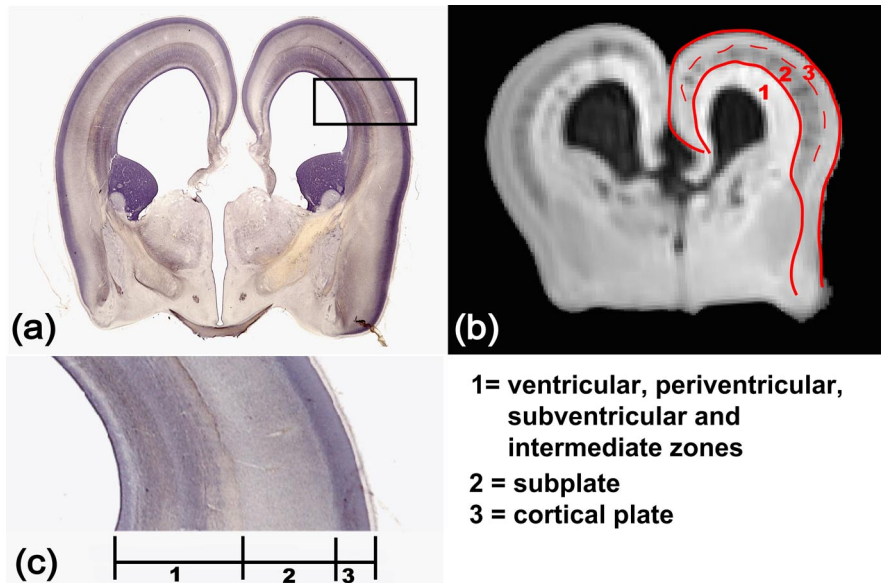 (a)
2 3
1
(b)
1= ventricular, periventricular,
subventricular and
intermediate zones
2 = subplate
3 = cortical plate
(c)
1 2 3